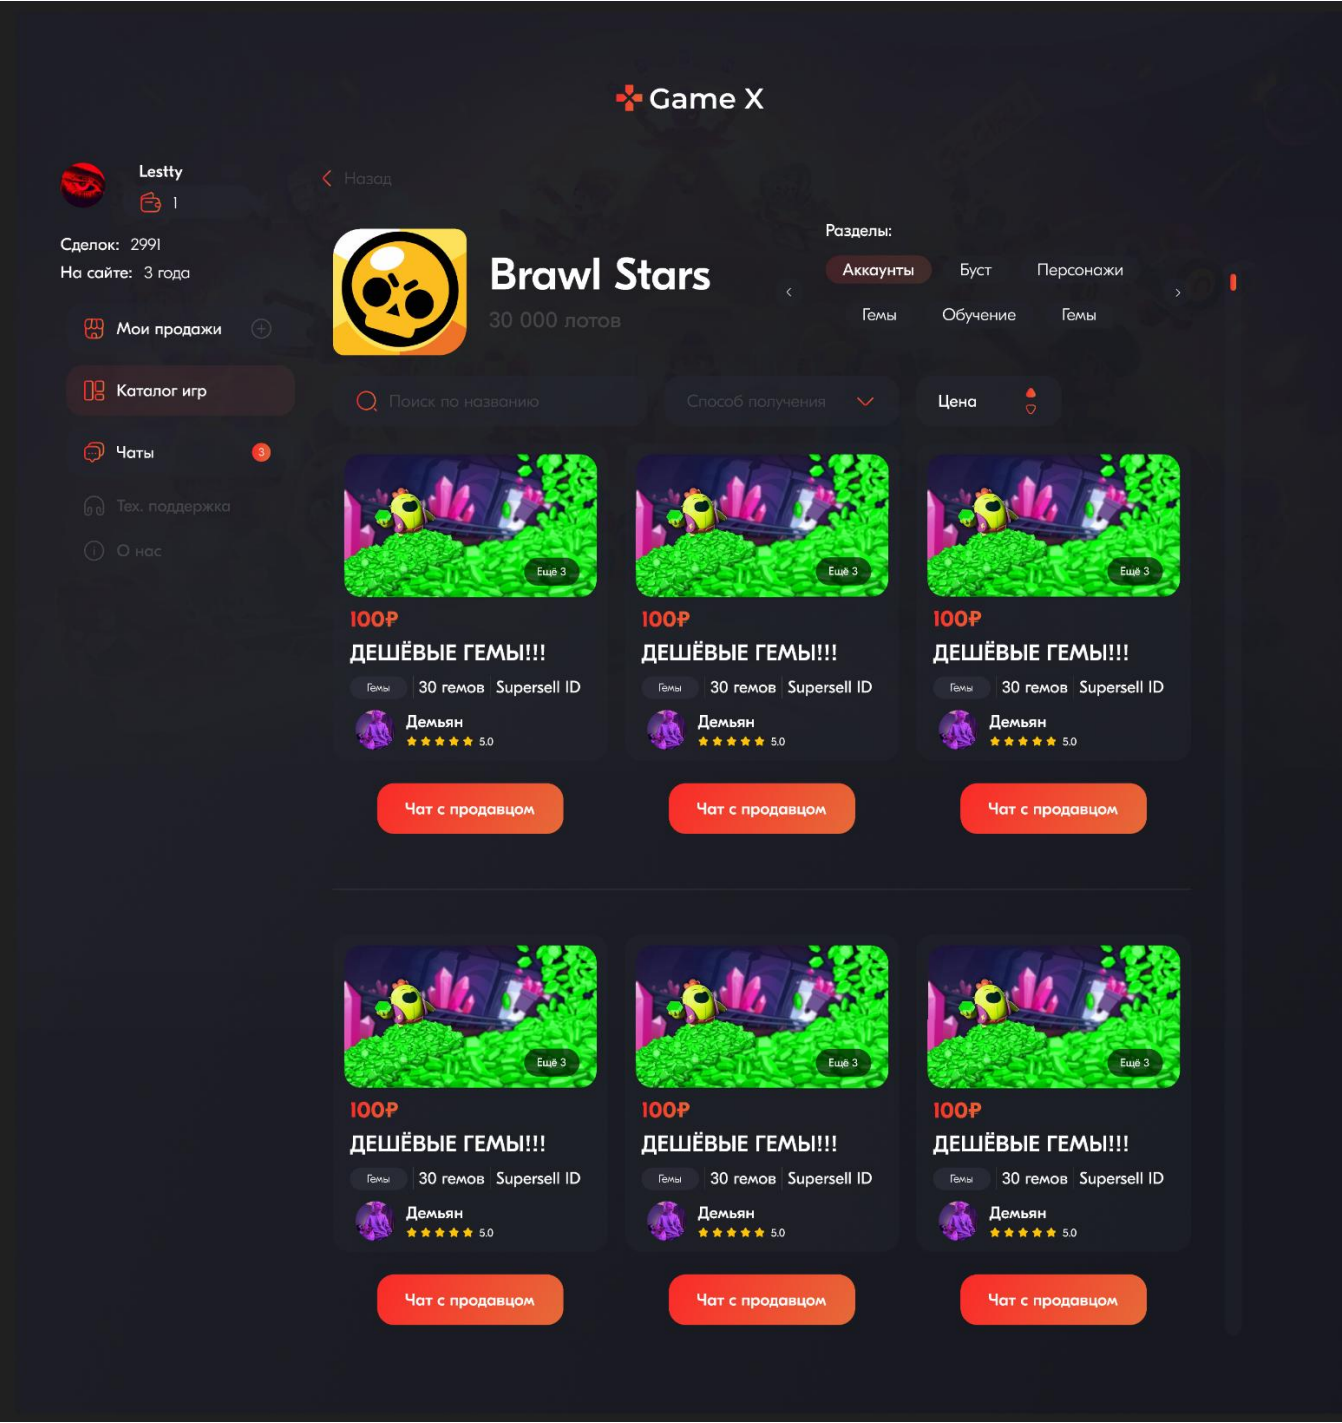 Game X
Lestty
1
Сделок: 2991
На сайте: 3 года
Мои продажи
Каталог игр
Чаты 3
Тех. поддержка
О нас
Назад
Brawl Stars
30 000 лотов
Разделы:
Аккаунты Буст Персонажи
Гемы Обучение Гемы
Поиск по названию Способ получения Цена
Ещё 3 Ещё 3 Ещё 3
100₽ 100₽ 100₽
ДЕШЁВЫЕ ГЕМЫ!!! ДЕШЁВЫЕ ГЕМЫ!!! ДЕШЁВЫЕ ГЕМЫ!!!
Гемы 30 гемов Supersell ID Гемы 30 гемов Supersell ID Гемы 30 гемов Supersell ID
Демьян Демьян Демьян
5.0 5.0 5.0
Чат с продавцом Чат с продавцом Чат с продавцом
Ещё 3 Ещё 3 Ещё 3
100₽ 100₽ 100₽
ДЕШЁВЫЕ ГЕМЫ!!! ДЕШЁВЫЕ ГЕМЫ!!! ДЕШЁВЫЕ ГЕМЫ!!!
Гемы 30 гемов Supersell ID Гемы 30 гемов Supersell ID Гемы 30 гемов Supersell ID
Демьян Демьян Демьян
5.0 5.0 5.0
Чат с продавцом Чат с продавцом Чат с продавцом